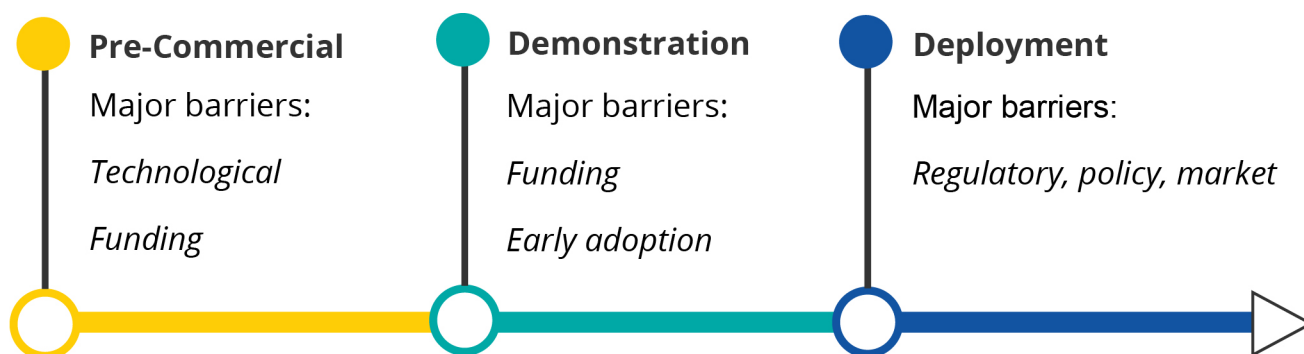 Pre-Commercial
Major barriers:
Technological
Funding
Demonstration
Major barriers:
Funding
Early adoption
Deployment
Major barriers:
Regulatory, policy, market